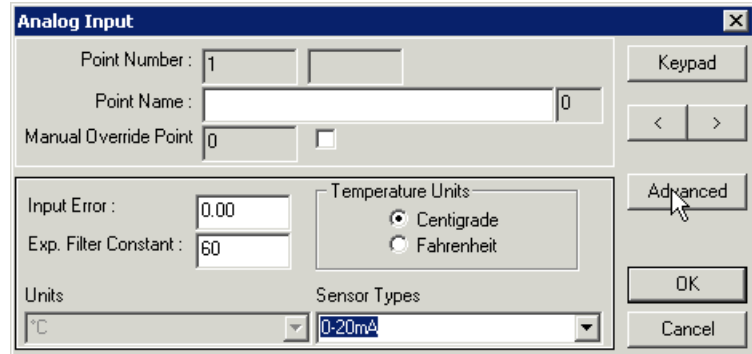 Analog Input
Point Number : 1
Keypad
Point Name : 0
< >
Manual Override Point 0
Advanced
Input Error : 0.00
Temperature Units
Centigrade
Exp. Filter Constant : 60
Fahrenheit
OK
Units
Sensor Types
°C
0-20mA
Cancel